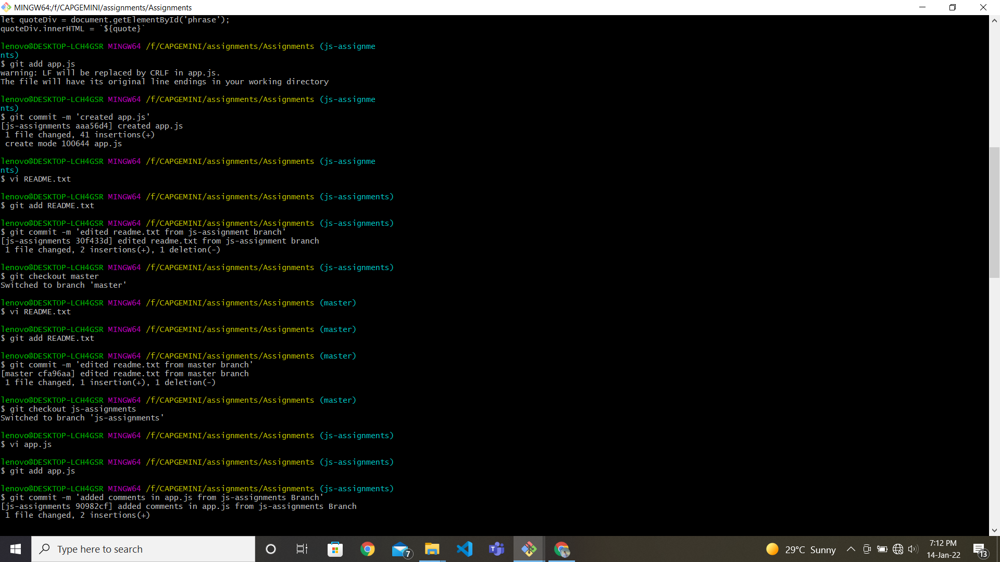 MINGW64:/f/CAPGEMINI/assignments/Assignments
let quoteDiv = document.getElementById('phrase');
quoteDiv.innerHTML = `${quote}`
lenovo@DESKTOP-LCH4GSR MINGW64 /f/CAPGEMINI/assignments/Assignments (js-assignme
nts)
$ git add app.js
warning: LF will be replaced by CRLF in app.js.
The file will have its original line endings in your working directory
lenovo@DESKTOP-LCH4GSR MINGW64 /f/CAPGEMINI/assignments/Assignments (js-assignme
nts)
$ git commit -m 'created app.js'
[js-assignments aaa56d4] created app.js
 1 file changed, 41 insertions(+)
 create mode 100644 app.js
lenovo@DESKTOP-LCH4GSR MINGW64 /f/CAPGEMINI/assignments/Assignments (js-assignme
nts)
$ vi README.txt
lenovo@DESKTOP-LCH4GSR MINGW64 /f/CAPGEMINI/assignments/Assignments (js-assignments)
$ git add README.txt
lenovo@DESKTOP-LCH4GSR MINGW64 /f/CAPGEMINI/assignments/Assignments (js-assignments)
$ git commit -m 'edited readme.txt from js-assignment branch'
[js-assignments 30f433d] edited readme.txt from js-assignment branch
 1 file changed, 2 insertions(+), 1 deletion(-)
lenovo@DESKTOP-LCH4GSR MINGW64 /f/CAPGEMINI/assignments/Assignments (js-assignments)
$ git checkout master
Switched to branch 'master'
lenovo@DESKTOP-LCH4GSR MINGW64 /f/CAPGEMINI/assignments/Assignments (master)
$ vi README.txt
lenovo@DESKTOP-LCH4GSR MINGW64 /f/CAPGEMINI/assignments/Assignments (master)
$ git add README.txt
lenovo@DESKTOP-LCH4GSR MINGW64 /f/CAPGEMINI/assignments/Assignments (master)
$ git commit -m 'edited readme.txt from master branch'
[master cfa96aa] edited readme.txt from master branch
 1 file changed, 1 insertion(+), 1 deletion(-)
lenovo@DESKTOP-LCH4GSR MINGW64 /f/CAPGEMINI/assignments/Assignments (master)
$ git checkout js-assignments
Switched to branch 'js-assignments'
lenovo@DESKTOP-LCH4GSR MINGW64 /f/CAPGEMINI/assignments/Assignments (js-assignments)
$ vi app.js
lenovo@DESKTOP-LCH4GSR MINGW64 /f/CAPGEMINI/assignments/Assignments (js-assignments)
$ git add app.js
lenovo@DESKTOP-LCH4GSR MINGW64 /f/CAPGEMINI/assignments/Assignments (js-assignments)
$ git commit -m 'added comments in app.js from js-assignments Branch'
[js-assignments 90982cf] added comments in app.js from js-assignments Branch
 1 file changed, 2 insertions(+)
Type here to search
7
T
29°C Sunny
7:12 PM
14-Jan-22
13